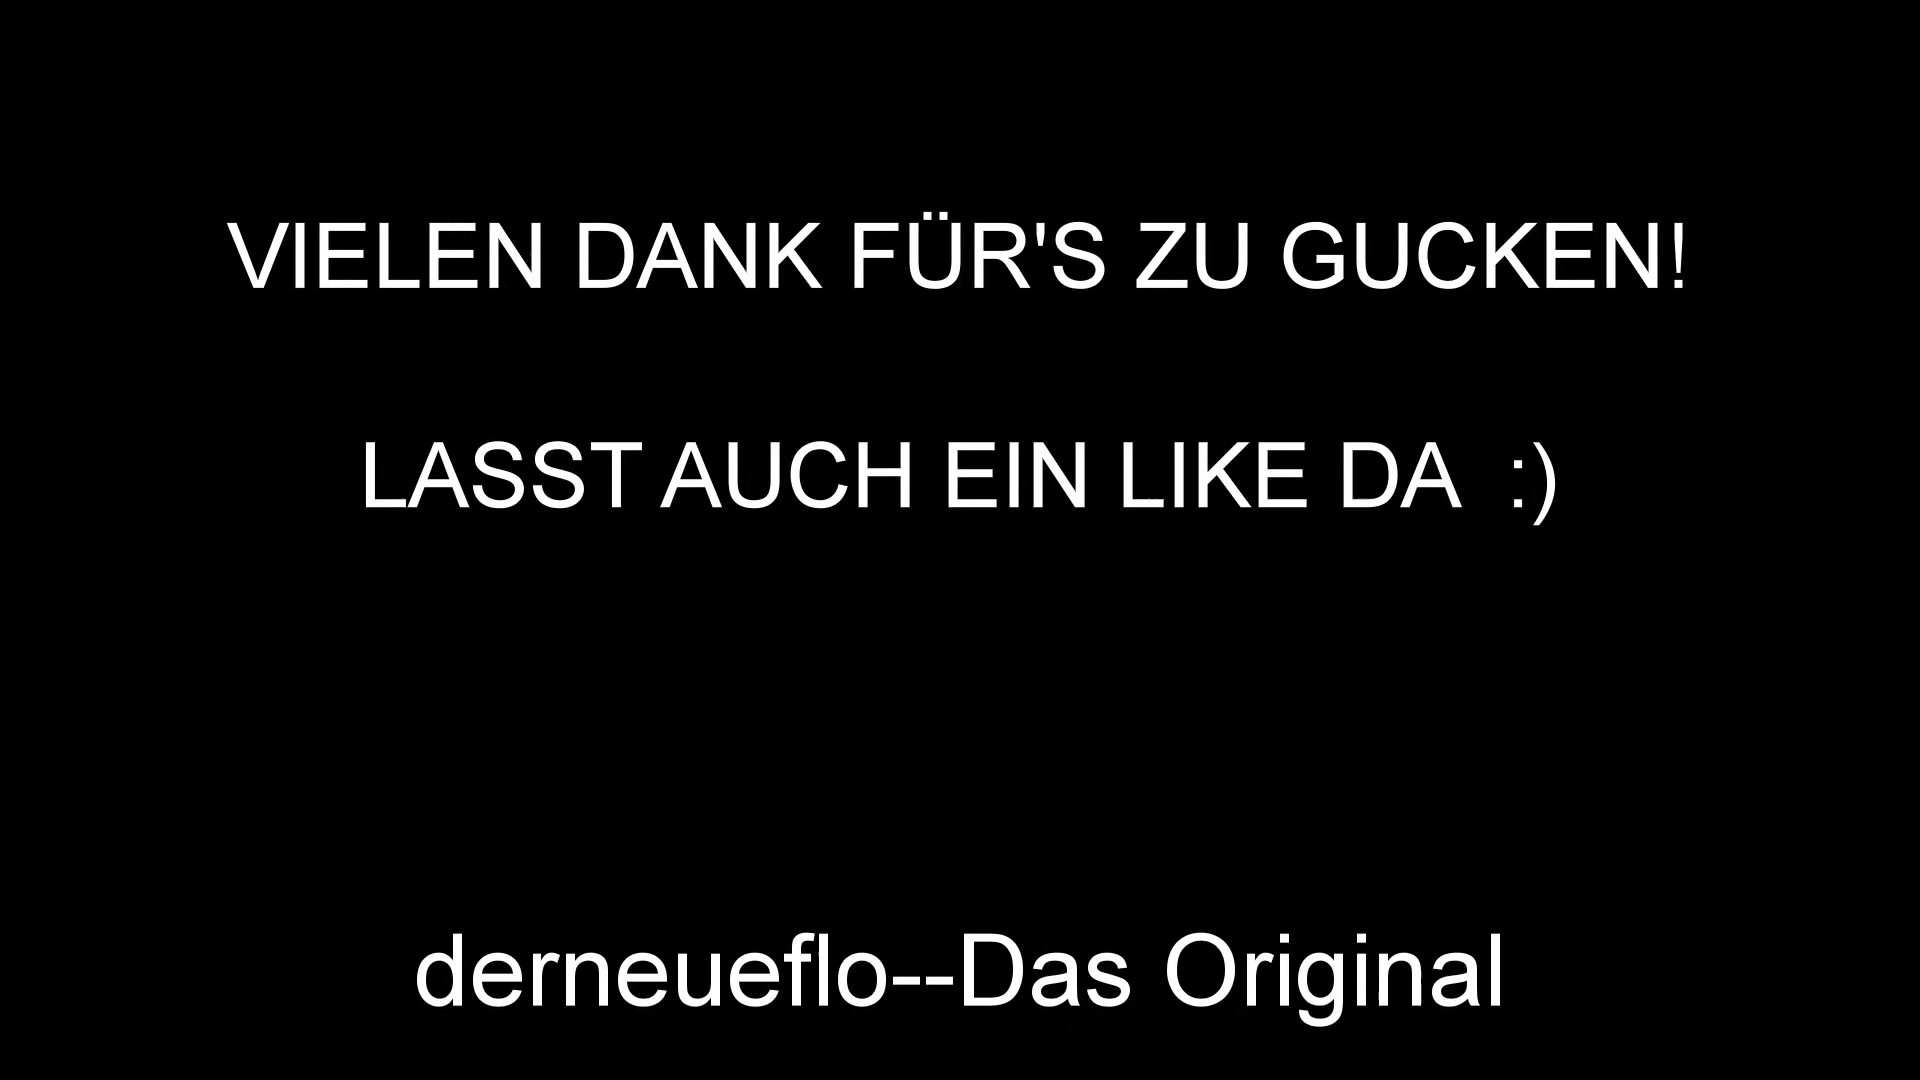 VIELEN DANK FÜR'S ZU GUCKEN!
LASST AUCH EIN LIKE DA  :)
derneueflo--Das Original